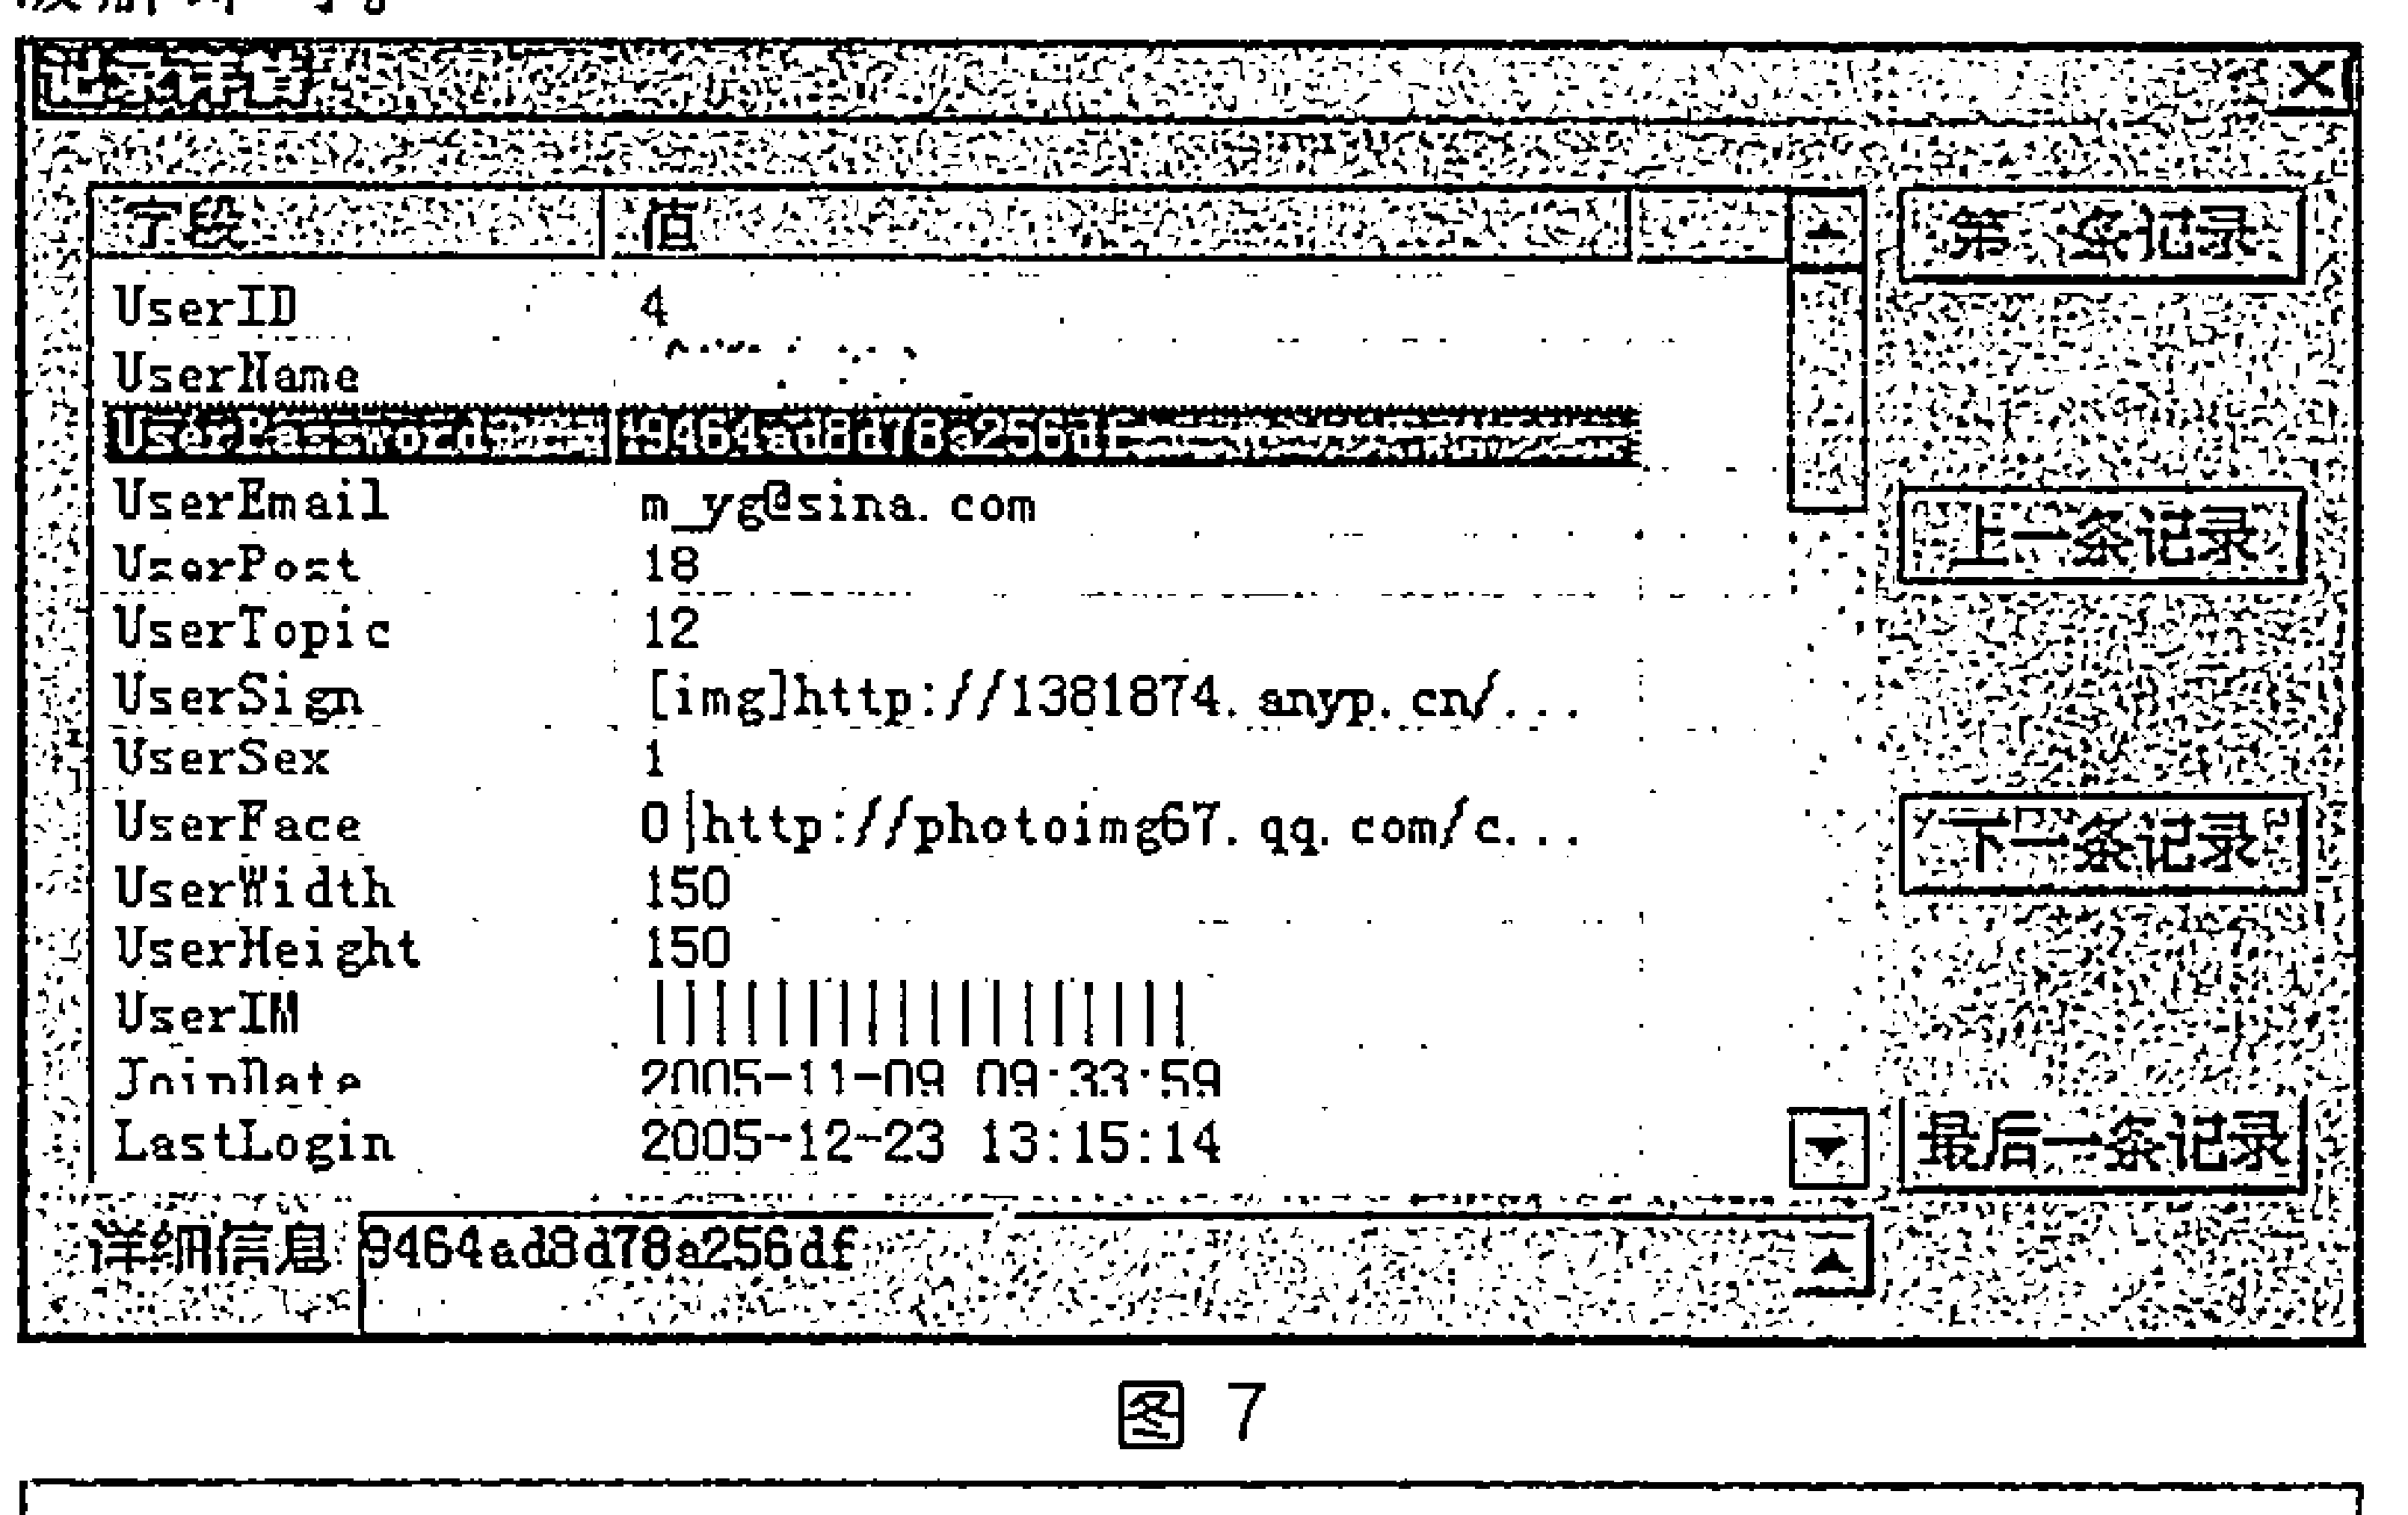 记录详情
字段 值
第一条记录
UserID 4
UserName
UserPassword 49464ad8d78a256df
UserEmail m_yg@sina.com
上一条记录
UserPost 18
UserTopic 12
UserSign [img]http://1381874.anyp.cn/...
UserSex 1
UserFace 0|http://photoimg67.qq.com/c...
下一条记录
UserWidth 150
UserHeight 150
UserIM ||||||||||||||||||
JoinDate 2005-11-09 09:33:59
LastLogin 2005-12-23 13:15:14
最后一条记录
详细信息 9464ad8d78a256df
图 7